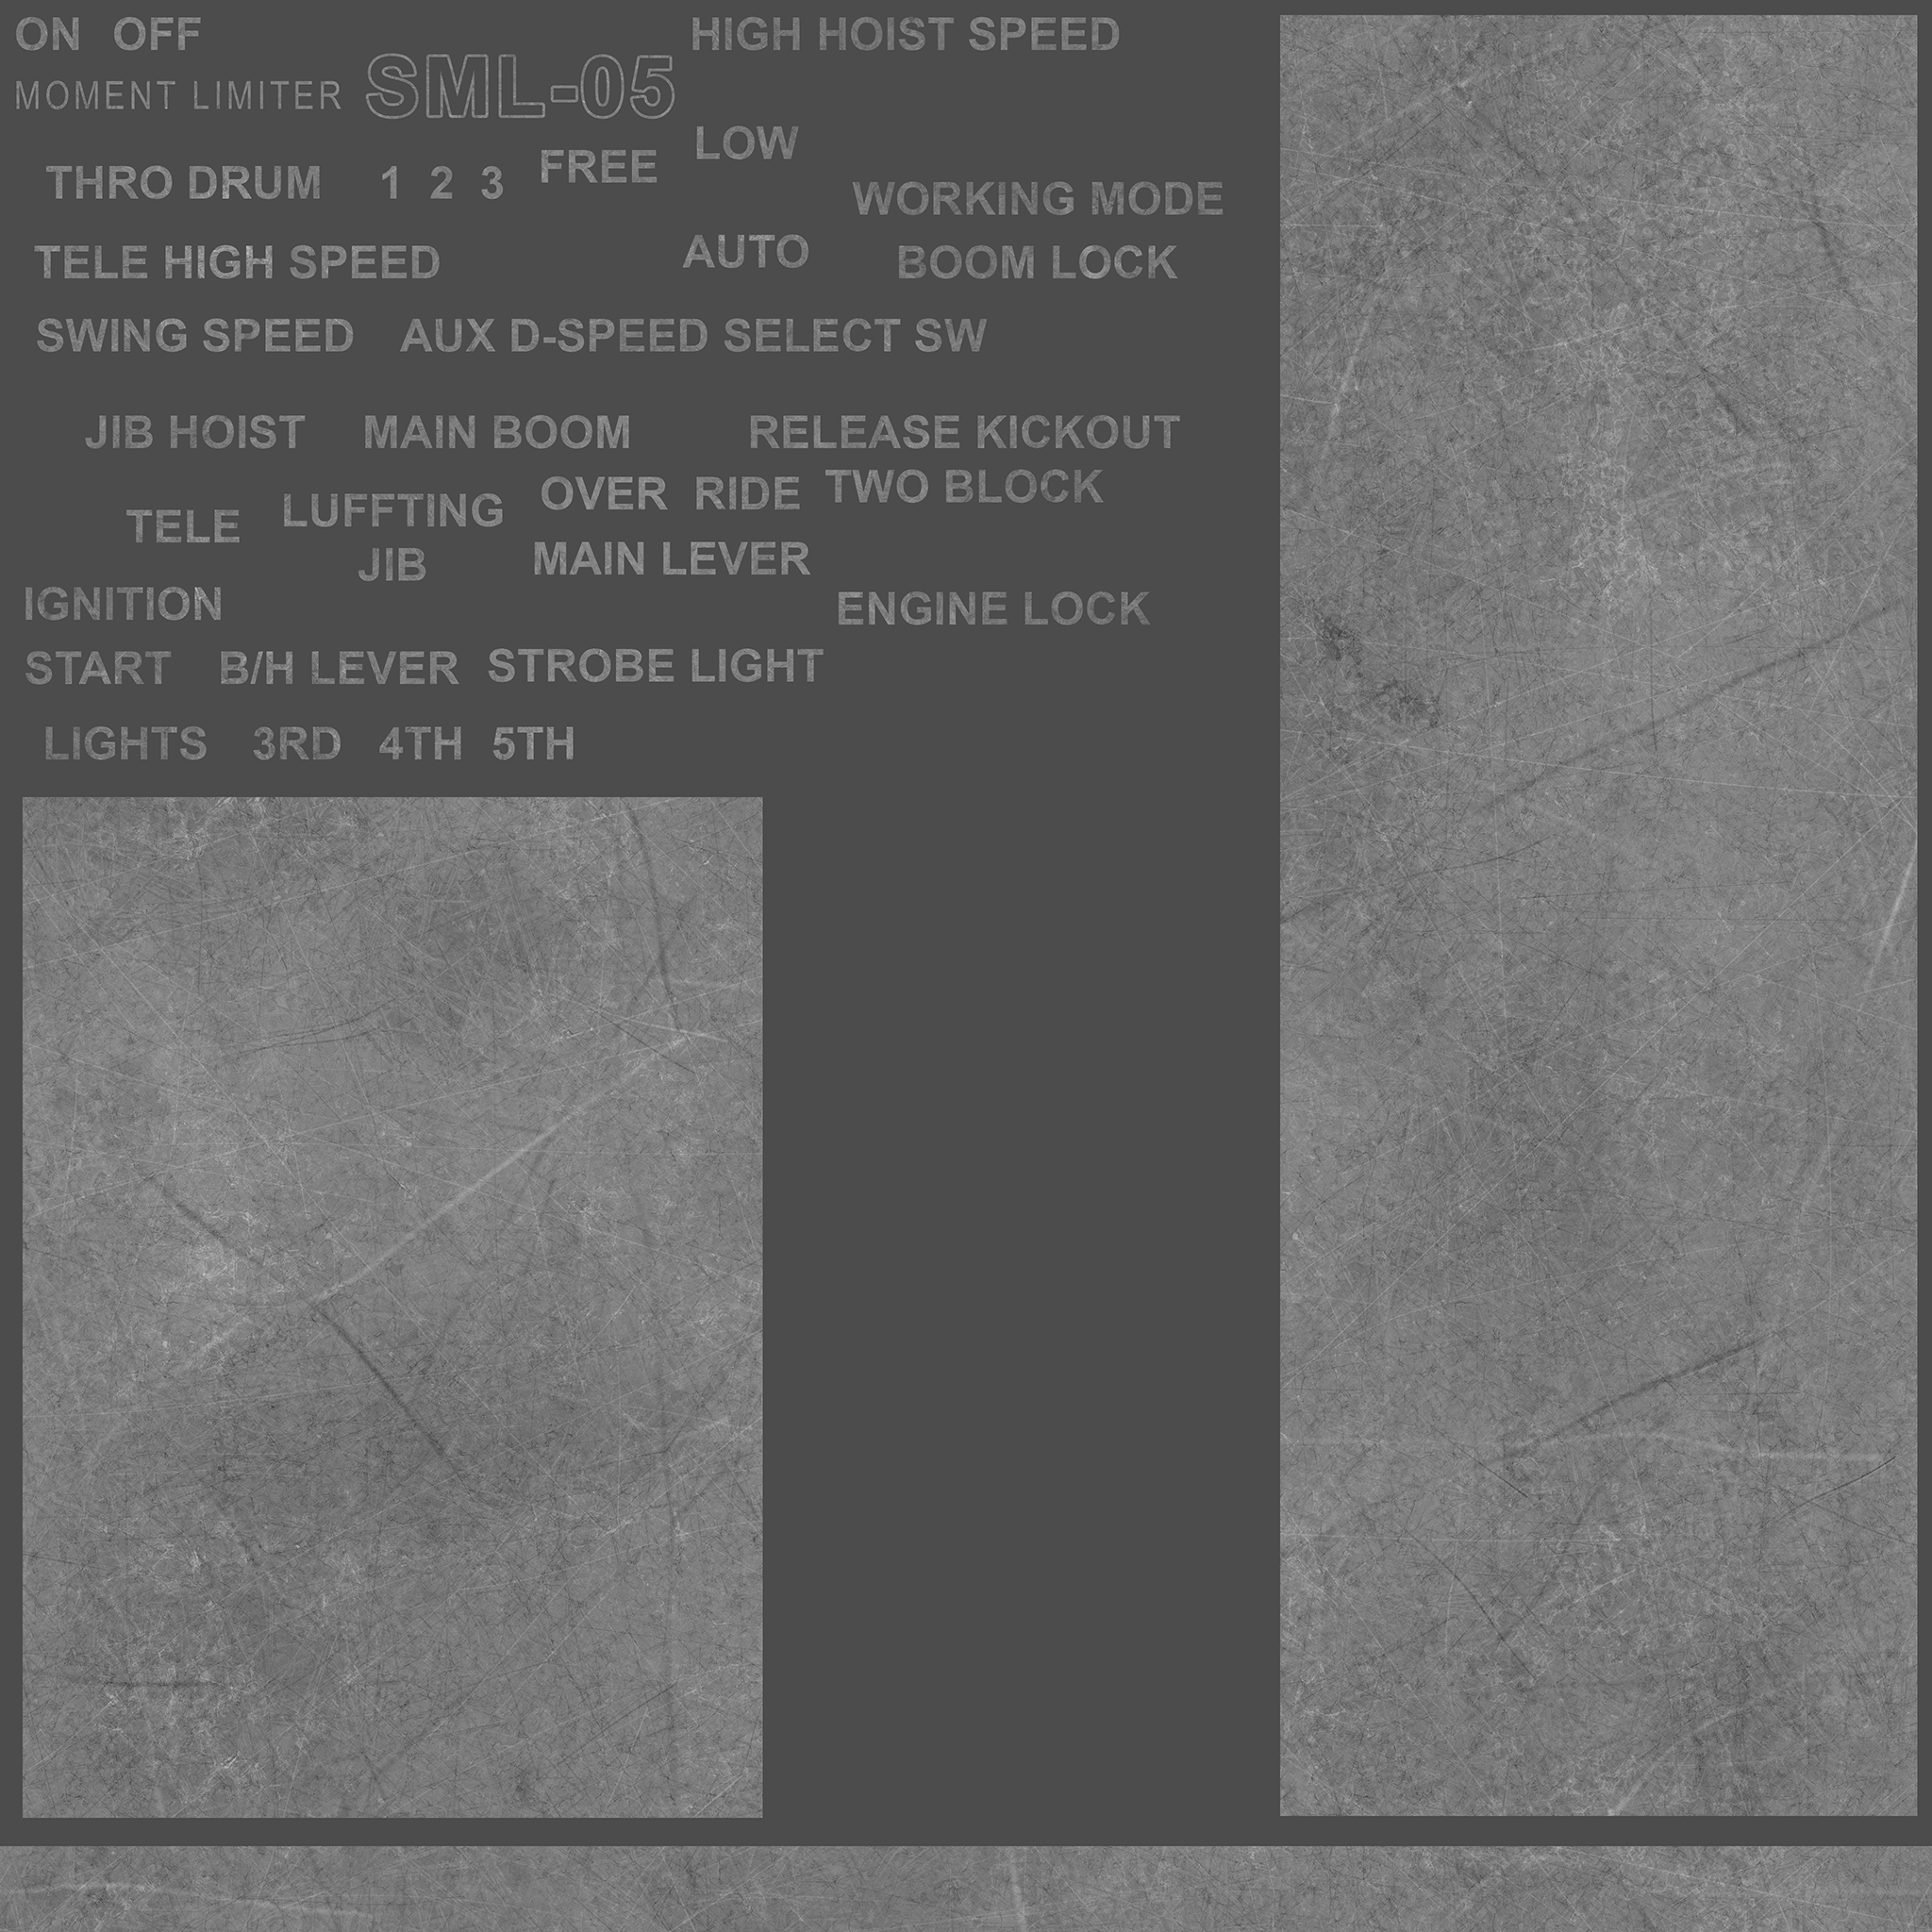 ON OFF
HIGH HOIST SPEED
MOMENT LIMITER SML-05
LOW
THRO DRUM 1 2 3 FREE
WORKING MODE
TELE HIGH SPEED
AUTO
BOOM LOCK
SWING SPEED AUX D-SPEED SELECT SW
JIB HOIST MAIN BOOM RELEASE KICKOUT
OVER RIDE TWO BLOCK
TELE
LUFFTING
JIB
MAIN LEVER
IGNITION
ENGINE LOCK
START B/H LEVER STROBE LIGHT
LIGHTS 3RD 4TH 5TH